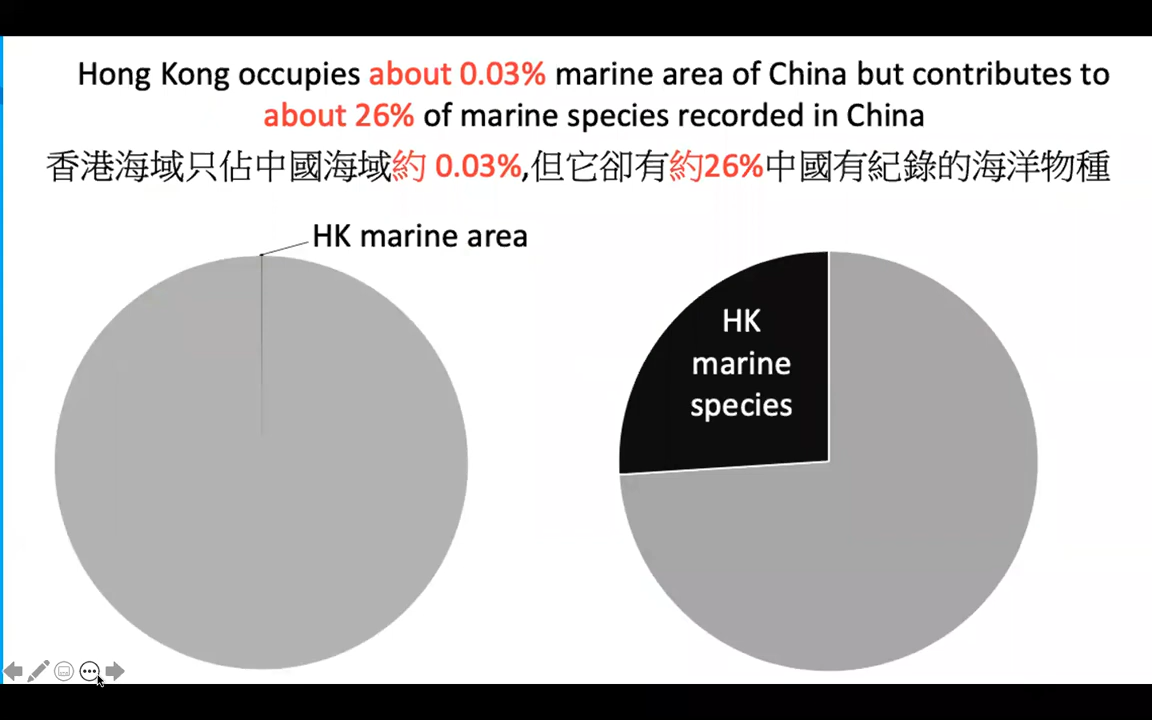 Hong Kong occupies about 0.03% marine area of China but contributes to
about 26% of marine species recorded in China
香港海域只佔中國海域約 0.03%,但它卻有約26%中國有紀錄的海洋物種
HK marine area
HK
marine
species